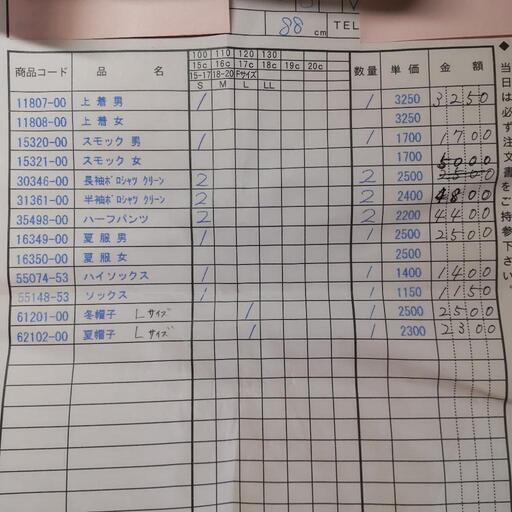 88 cm TEL
100 110 120 130
15c 16c 17c 18c 19c 20c
15-17 18-20 Fサイズ
商品コード 品 名 S M L LL 数量 単価 金額
11807-00 上着 男 1 1 3250 3250
11808-00 上着 女 3250
15320-00 スモック 男 1 1 1700 1700
15321-00 スモック 女 1700
5000
30346-00 長袖ポロシャツ クリーン 2 2 2500 2500
31361-00 半袖ポロシャツ クリーン 2 2 2400 4800
35498-00 ハーフパンツ 2 2 2200 4400
16349-00 夏服 男 1 1 2500 2500
16350-00 夏服 女 2500
55074-53 ハイソックス 1 1 1400 1400
55148-53 ソックス 1 1 1150 1150
61201-00 冬帽子 Lサイズ 1 1 2500 2500
62102-00 夏帽子 Lサイズ 1 1 2300 2300
◆当日は必ず注文書をご持参下さい。